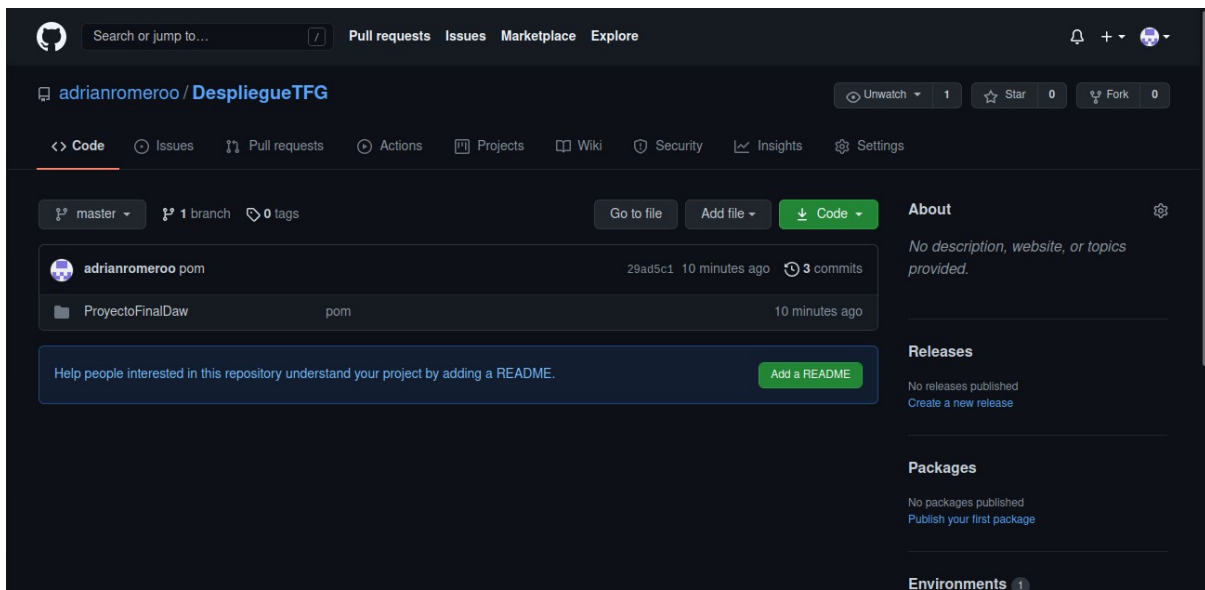 Search or jump to... /
Pull requests Issues Marketplace Explore
adrianromeroo / DespliegueTFG
Unwatch 1 Star 0 Fork 0
<> Code Issues Pull requests Actions Projects Wiki Security Insights Settings
master 1 branch 0 tags
Go to file Add file Code
adrianromeroo pom 29ad5c1 10 minutes ago 3 commits
ProyectoFinalDaw pom 10 minutes ago
Help people interested in this repository understand your project by adding a README. Add a README
About
No description, website, or topics
provided.
Releases
No releases published
Create a new release
Packages
No packages published
Publish your first package
Environments 1